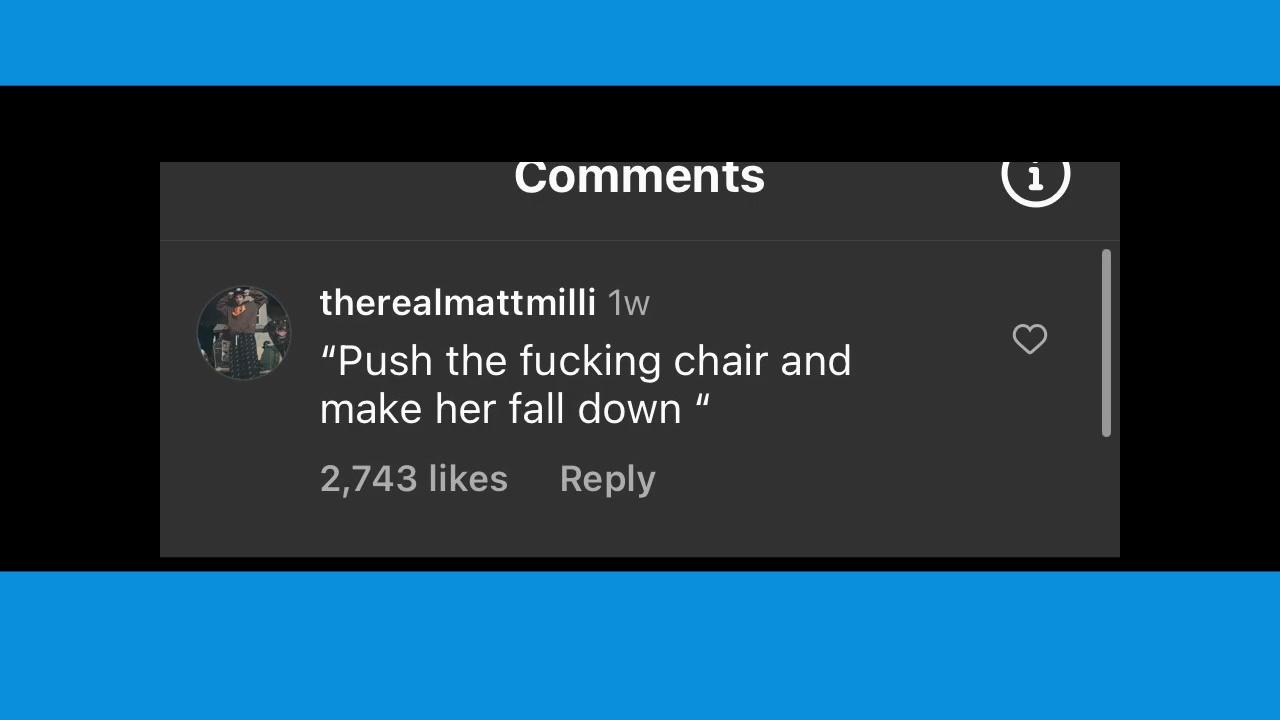 Comments
therealmattmilli 1w
“Push the fucking chair and
make her fall down “
2,743 likes Reply